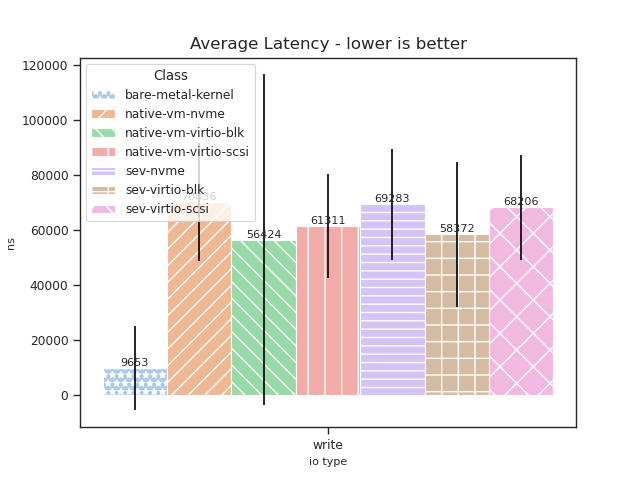 Average Latency - lower is better
120000
100000
80000
60000
40000
20000
0
ns
Class
bare-metal-kernel
native-vm-nvme
native-vm-virtio-blk
native-vm-virtio-scsi
sev-nvme
sev-virtio-blk
sev-virtio-scsi
9653
70036
56424
61311
69283
58372
68206
write
io type